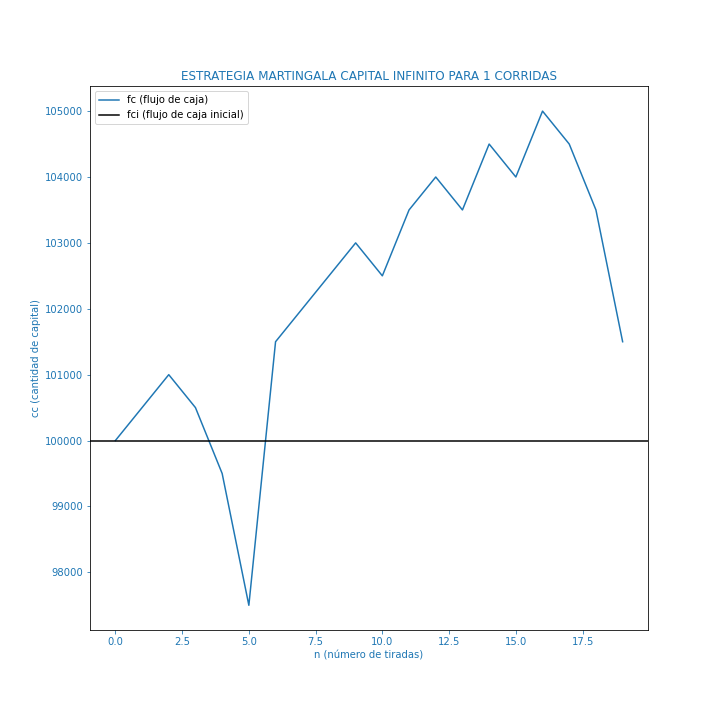 ESTRATEGIA MARTINGALA CAPITAL INFINITO PARA 1 CORRIDAS
fc (flujo de caja)
fci (flujo de caja inicial)
105000
104000
103000
102000
101000
100000
99000
98000
cc (cantidad de capital)
0.0 2.5 5.0 7.5 10.0 12.5 15.0 17.5
n (número de tiradas)